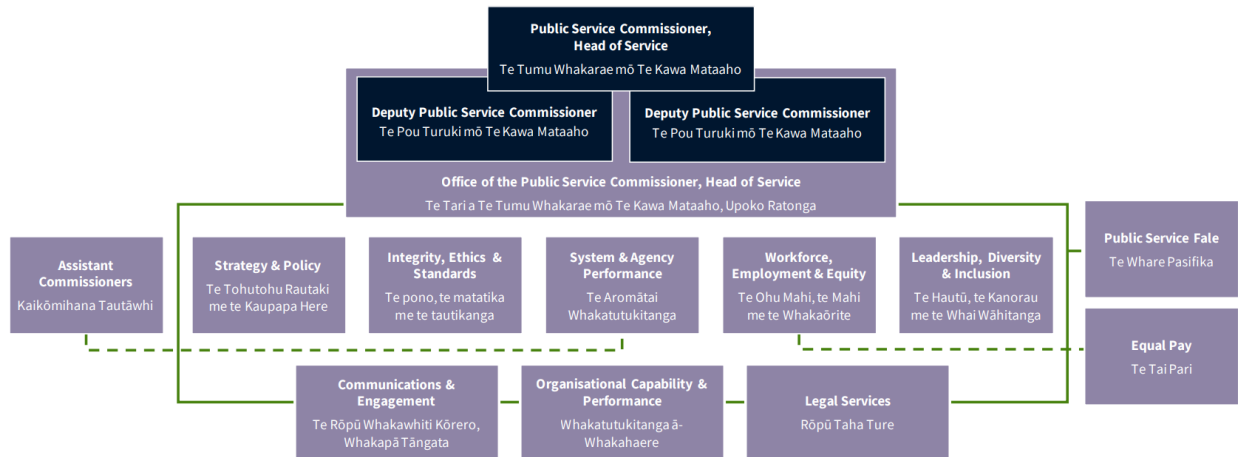 Public Service Commissioner,
Head of Service
Te Tumu Whakarae mō Te Kawa Mataaho
Deputy Public Service Commissioner
Te Pou Turuki mō Te Kawa Mataaho
Deputy Public Service Commissioner
Te Pou Turuki mō Te Kawa Mataaho
Office of the Public Service Commissioner, Head of Service
Te Tari a Te Tumu Whakarae mō Te Kawa Mataaho, Upoko Ratonga
Assistant
Commissioners
Kaikōmihana Tautāwhi
Strategy & Policy
Te Tohutohu Rautaki
me te Kaupapa Here
Integrity, Ethics &
Standards
Te pono, te matatika
me te tautikanga
System & Agency
Performance
Te Aromātai
Whakatutukitanga
Workforce,
Employment & Equity
Te Ohu Mahi, te Mahi
me te Whakaōrite
Leadership, Diversity
& Inclusion
Te Hautū, te Kanorau
me te Whai Wāhitanga
Public Service Fale
Te Whare Pasifika
Equal Pay
Te Tai Pari
Communications &
Engagement
Te Rōpū Whakawhiti Kōrero,
Whakapā Tāngata
Organisational Capability &
Performance
Whakatutukitanga ā-
Whakahaere
Legal Services
Rōpū Taha Ture